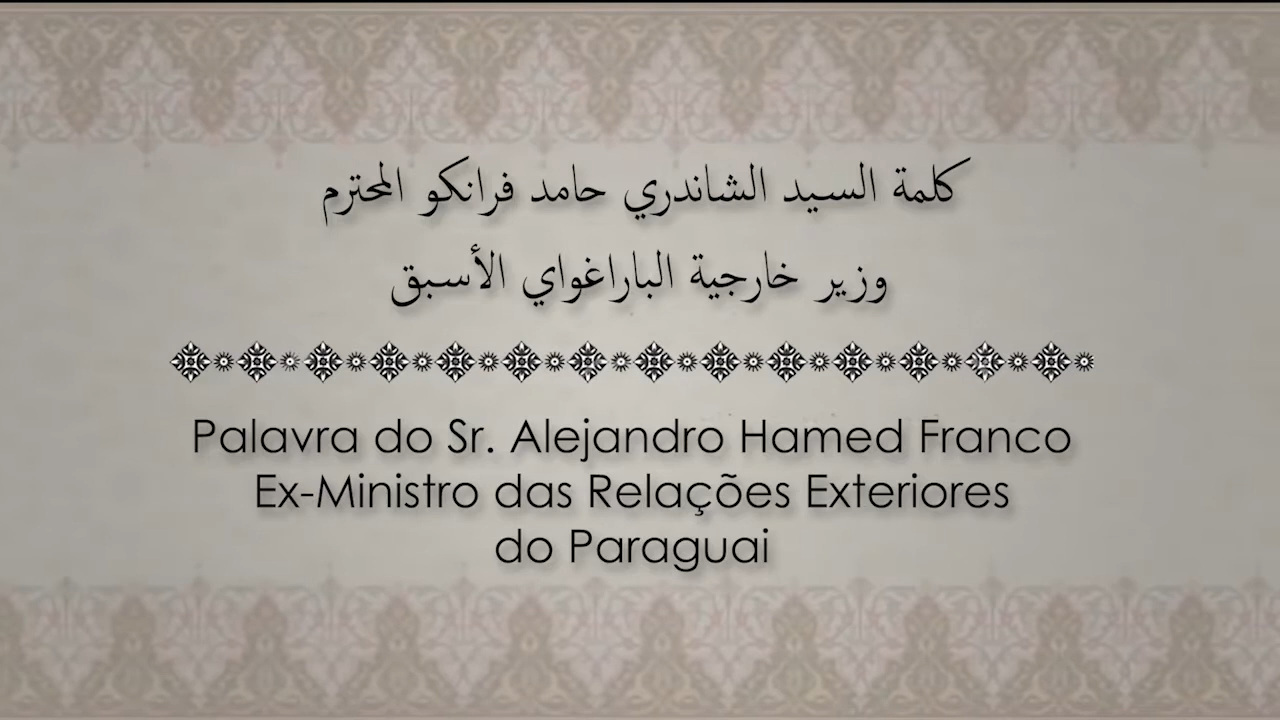 كلمة السيد الشاندري حامد فرانكو المحترم
وزير خارجية الباراغواي الأسبق
Palavra do Sr. Alejandro Hamed Franco
Ex-Ministro das Relações Exteriores
do Paraguai